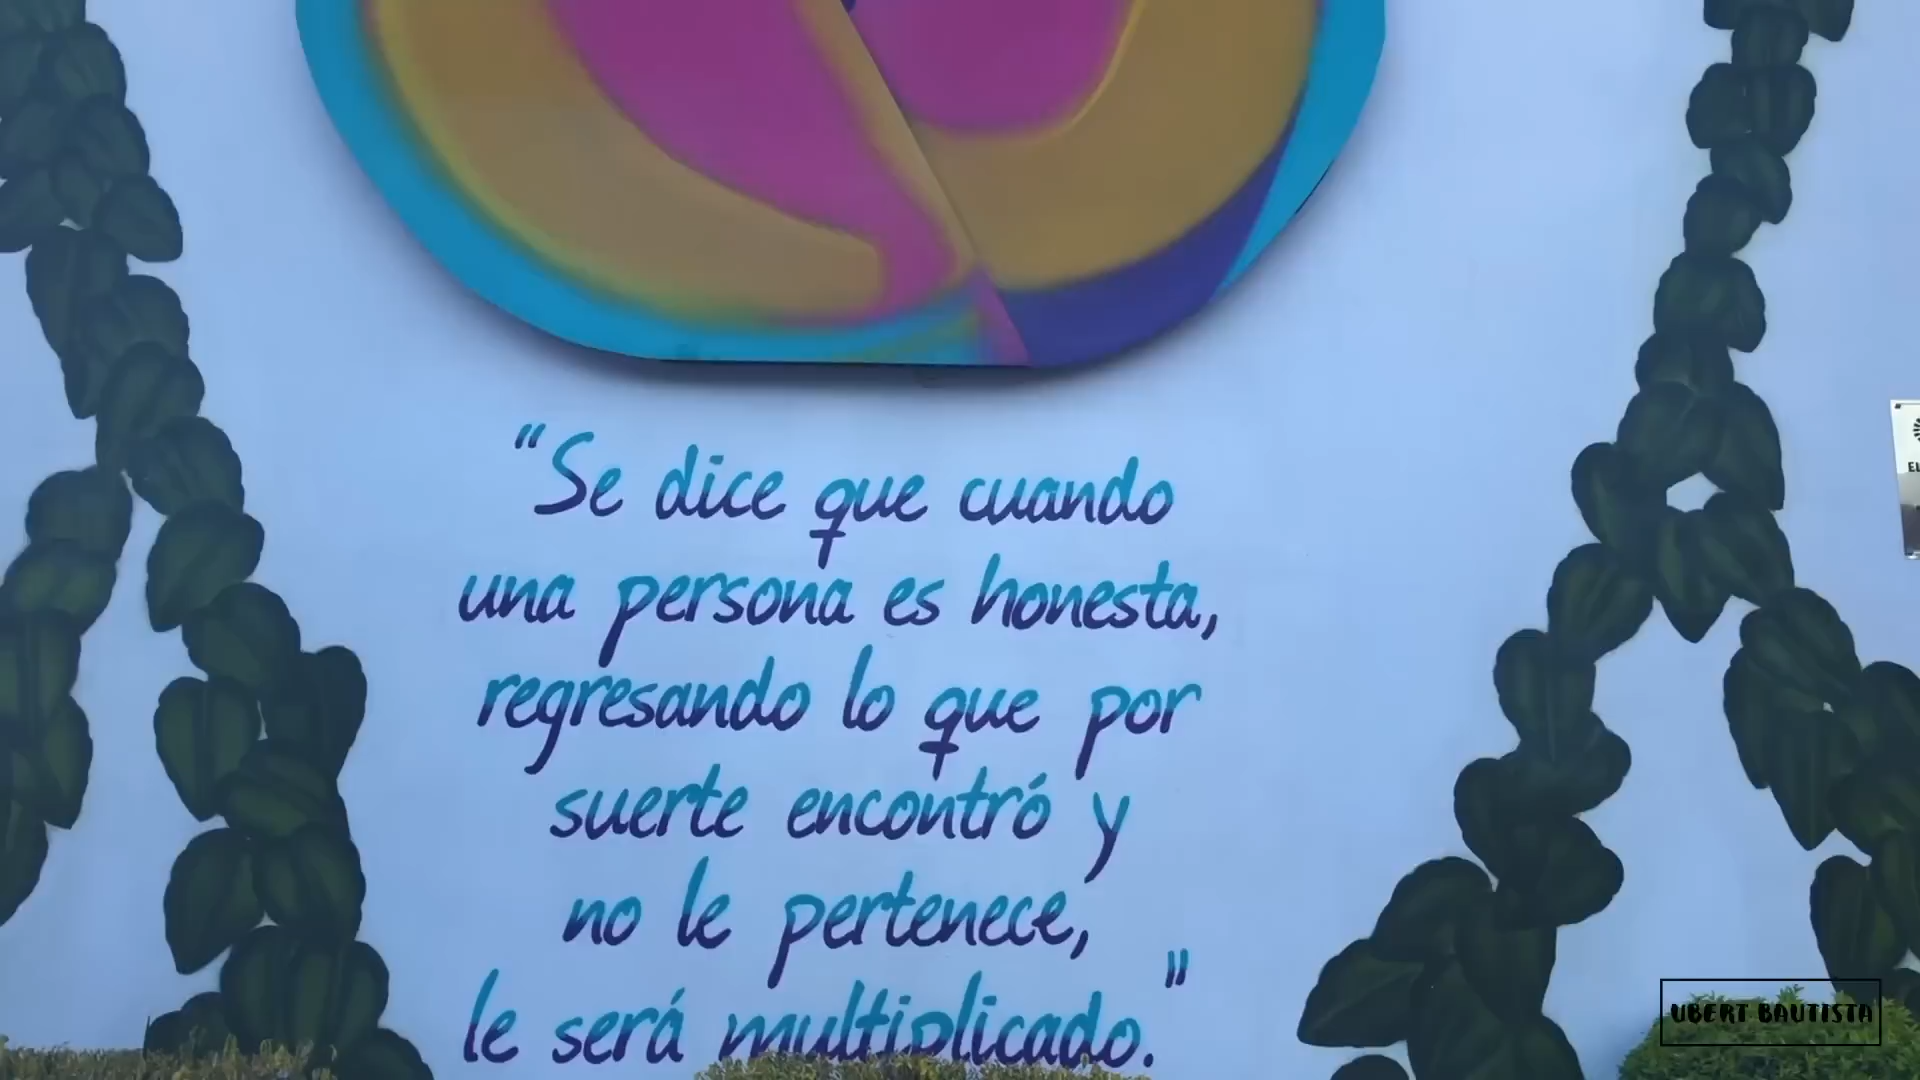 "Se dice que cuando
una persona es honesta,
regresando lo que por
suerte encontró y
no le pertenece,
le será multiplicado."
EL
UBERT BAUTISTA